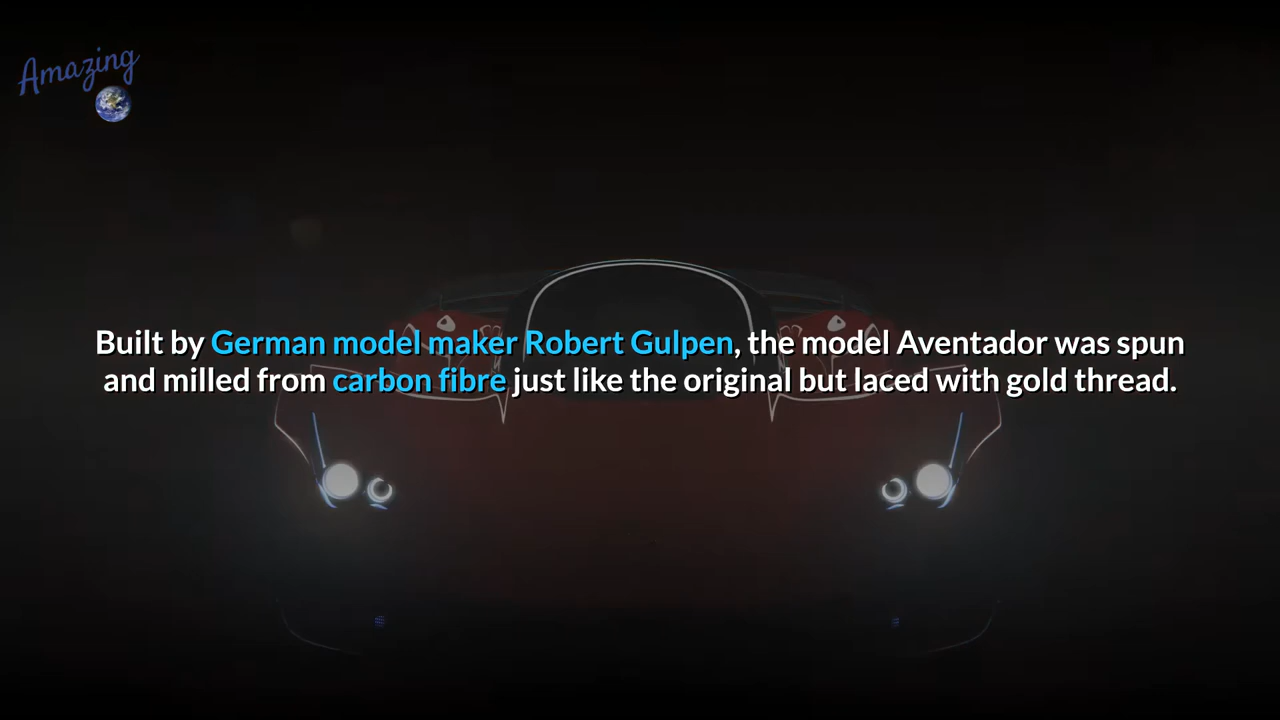 Amazing
Built by German model maker Robert Gulpen, the model Aventador was spun
and milled from carbon fibre just like the original but laced with gold thread.